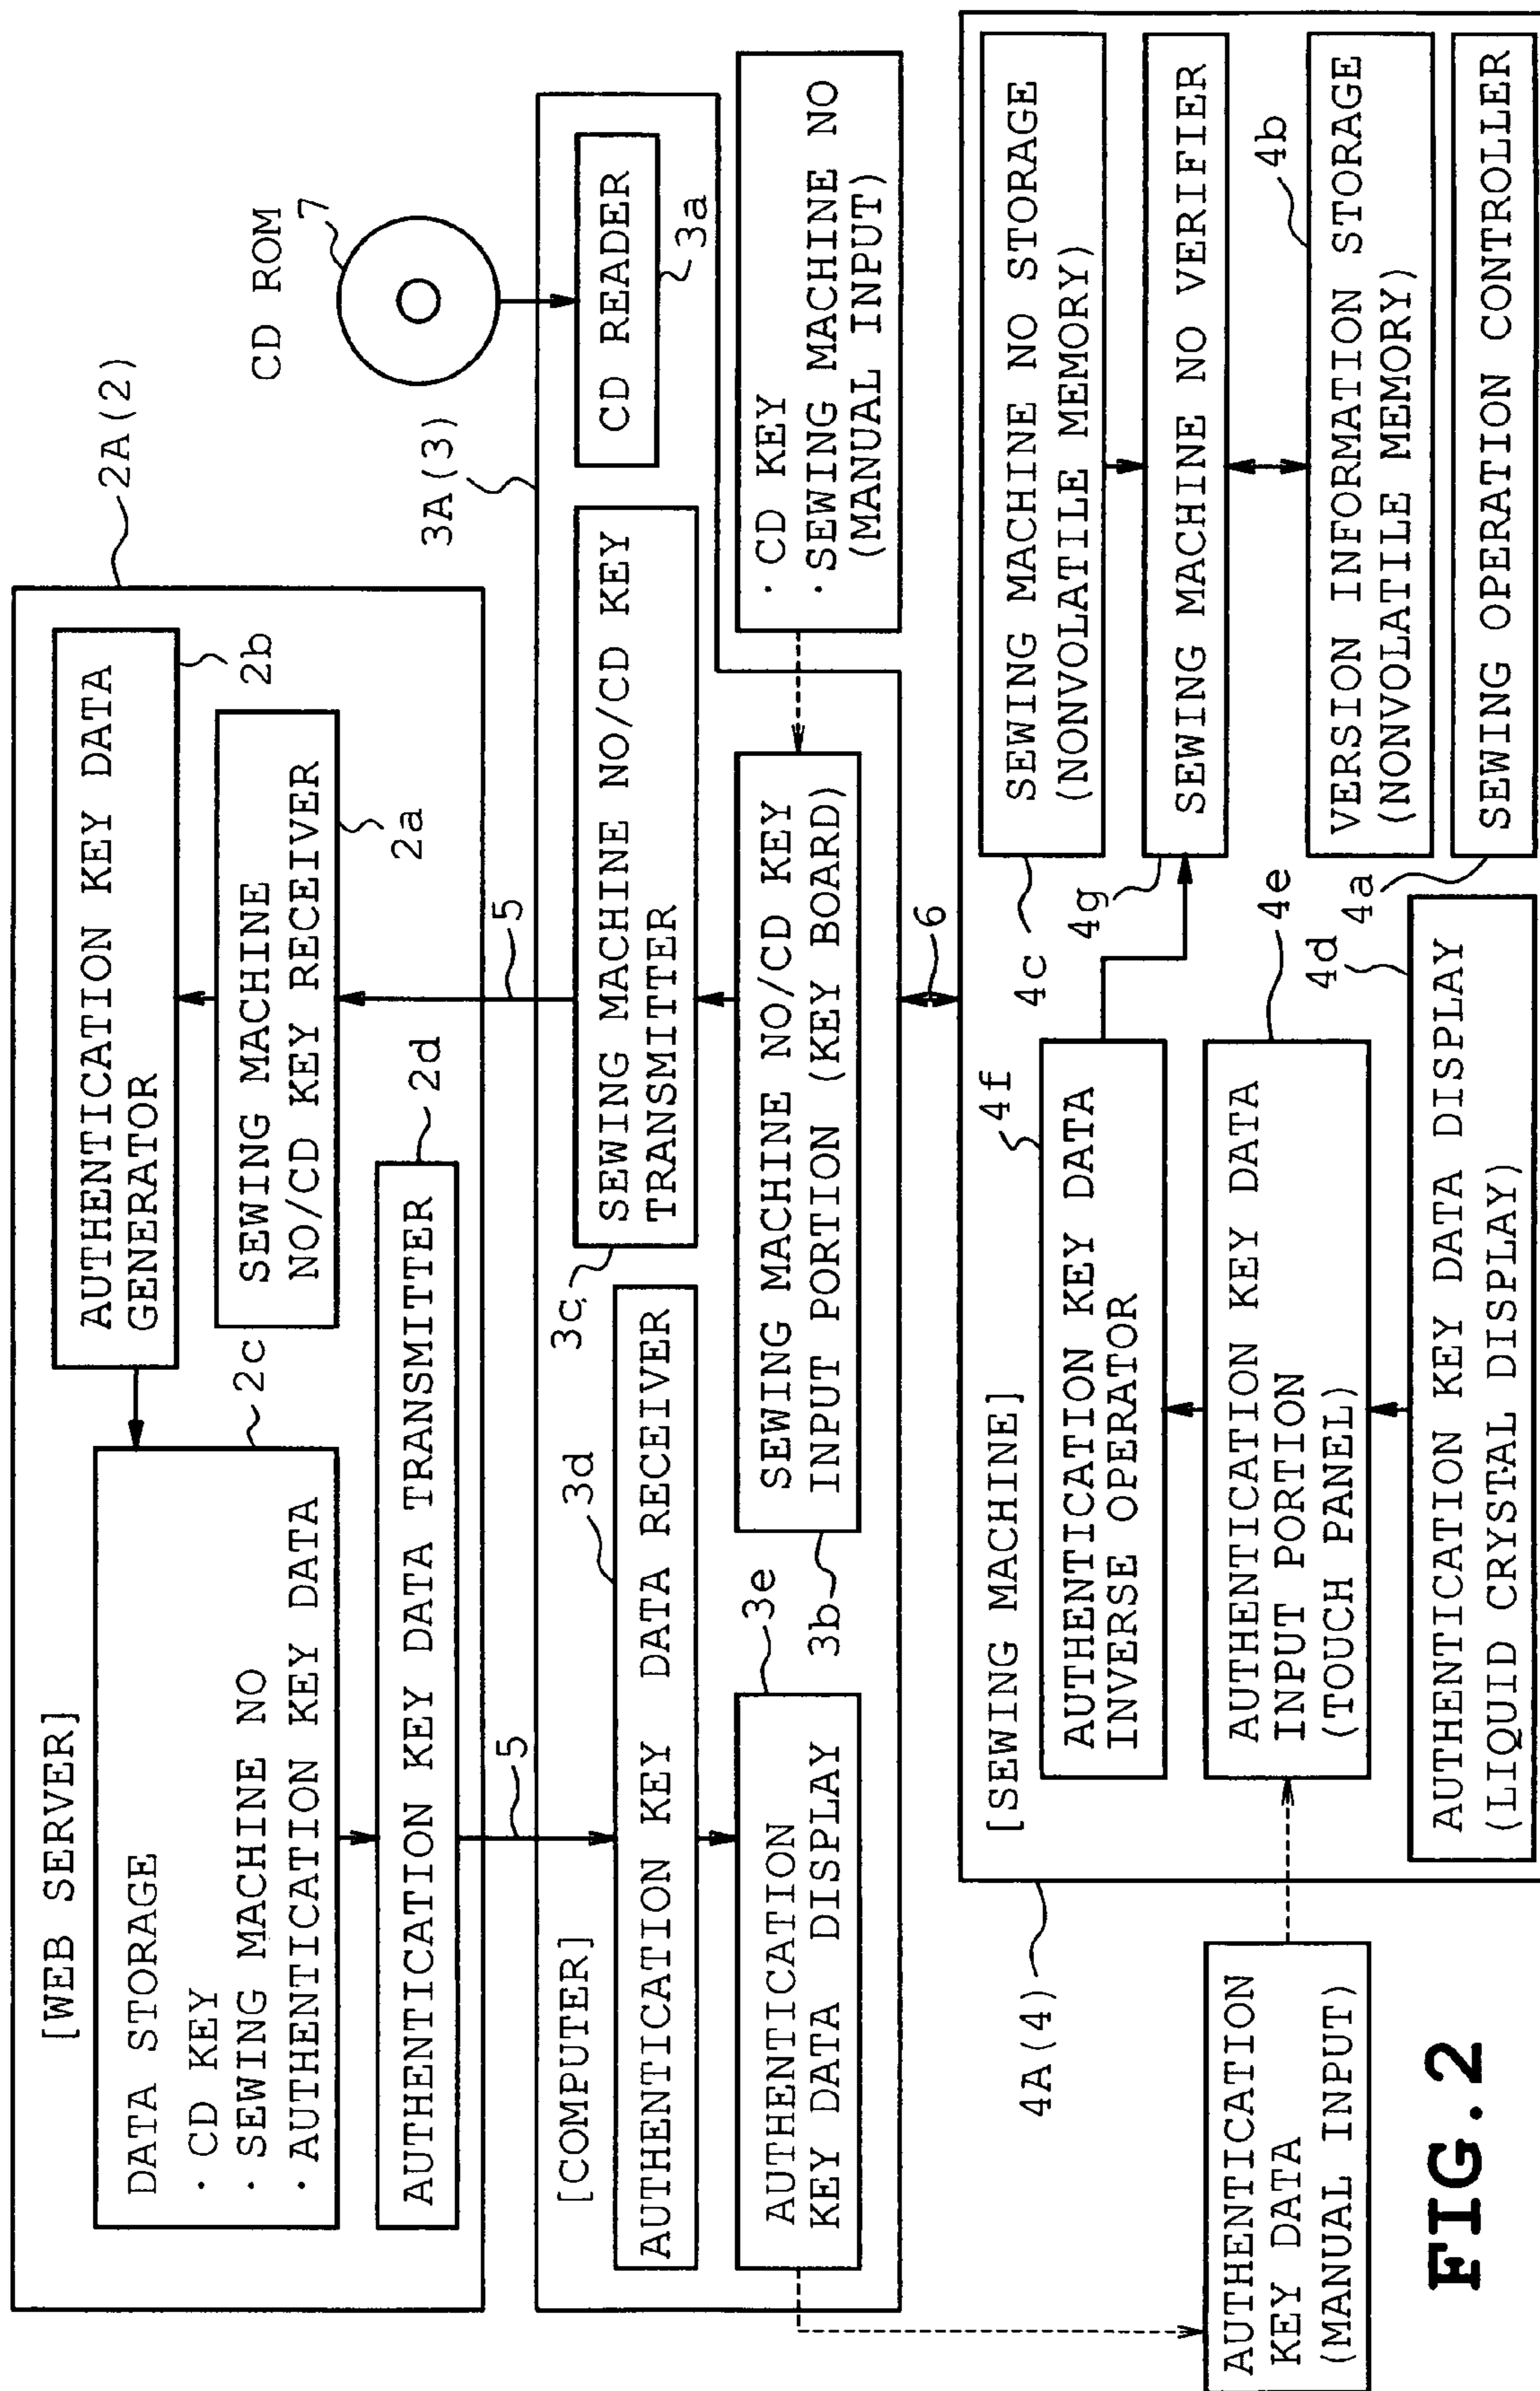 [WEB SERVER]
2A(2)
DATA STORAGE
· CD KEY
· SEWING MACHINE NO
· AUTHENTICATION KEY DATA
2c
AUTHENTICATION KEY DATA
GENERATOR
2b
SEWING MACHINE
NO/CD KEY RECEIVER
2a
AUTHENTICATION KEY DATA TRANSMITTER
2d
5
5
CD ROM
7
3A(3)
[COMPUTER]
CD READER
3a
AUTHENTICATION KEY DATA RECEIVER
3d
SEWING MACHINE NO/CD KEY
TRANSMITTER
3c
AUTHENTICATION
KEY DATA DISPLAY
3e
SEWING MACHINE NO/CD KEY
INPUT PORTION (KEY BOARD)
3b
· CD KEY
· SEWING MACHINE NO
(MANUAL INPUT)
6
4A(4)
[SEWING MACHINE]
AUTHENTICATION KEY DATA
INVERSE OPERATOR
4f
SEWING MACHINE NO STORAGE
(NONVOLATILE MEMORY)
4c
SEWING MACHINE NO VERIFIER
4g
AUTHENTICATION
KEY DATA
(MANUAL INPUT)
AUTHENTICATION KEY DATA
INPUT PORTION
(TOUCH PANEL)
4e
VERSION INFORMATION STORAGE
(NONVOLATILE MEMORY)
4b
AUTHENTICATION KEY DATA DISPLAY
(LIQUID CRYSTAL DISPLAY)
4d
SEWING OPERATION CONTROLLER
4a
FIG.2